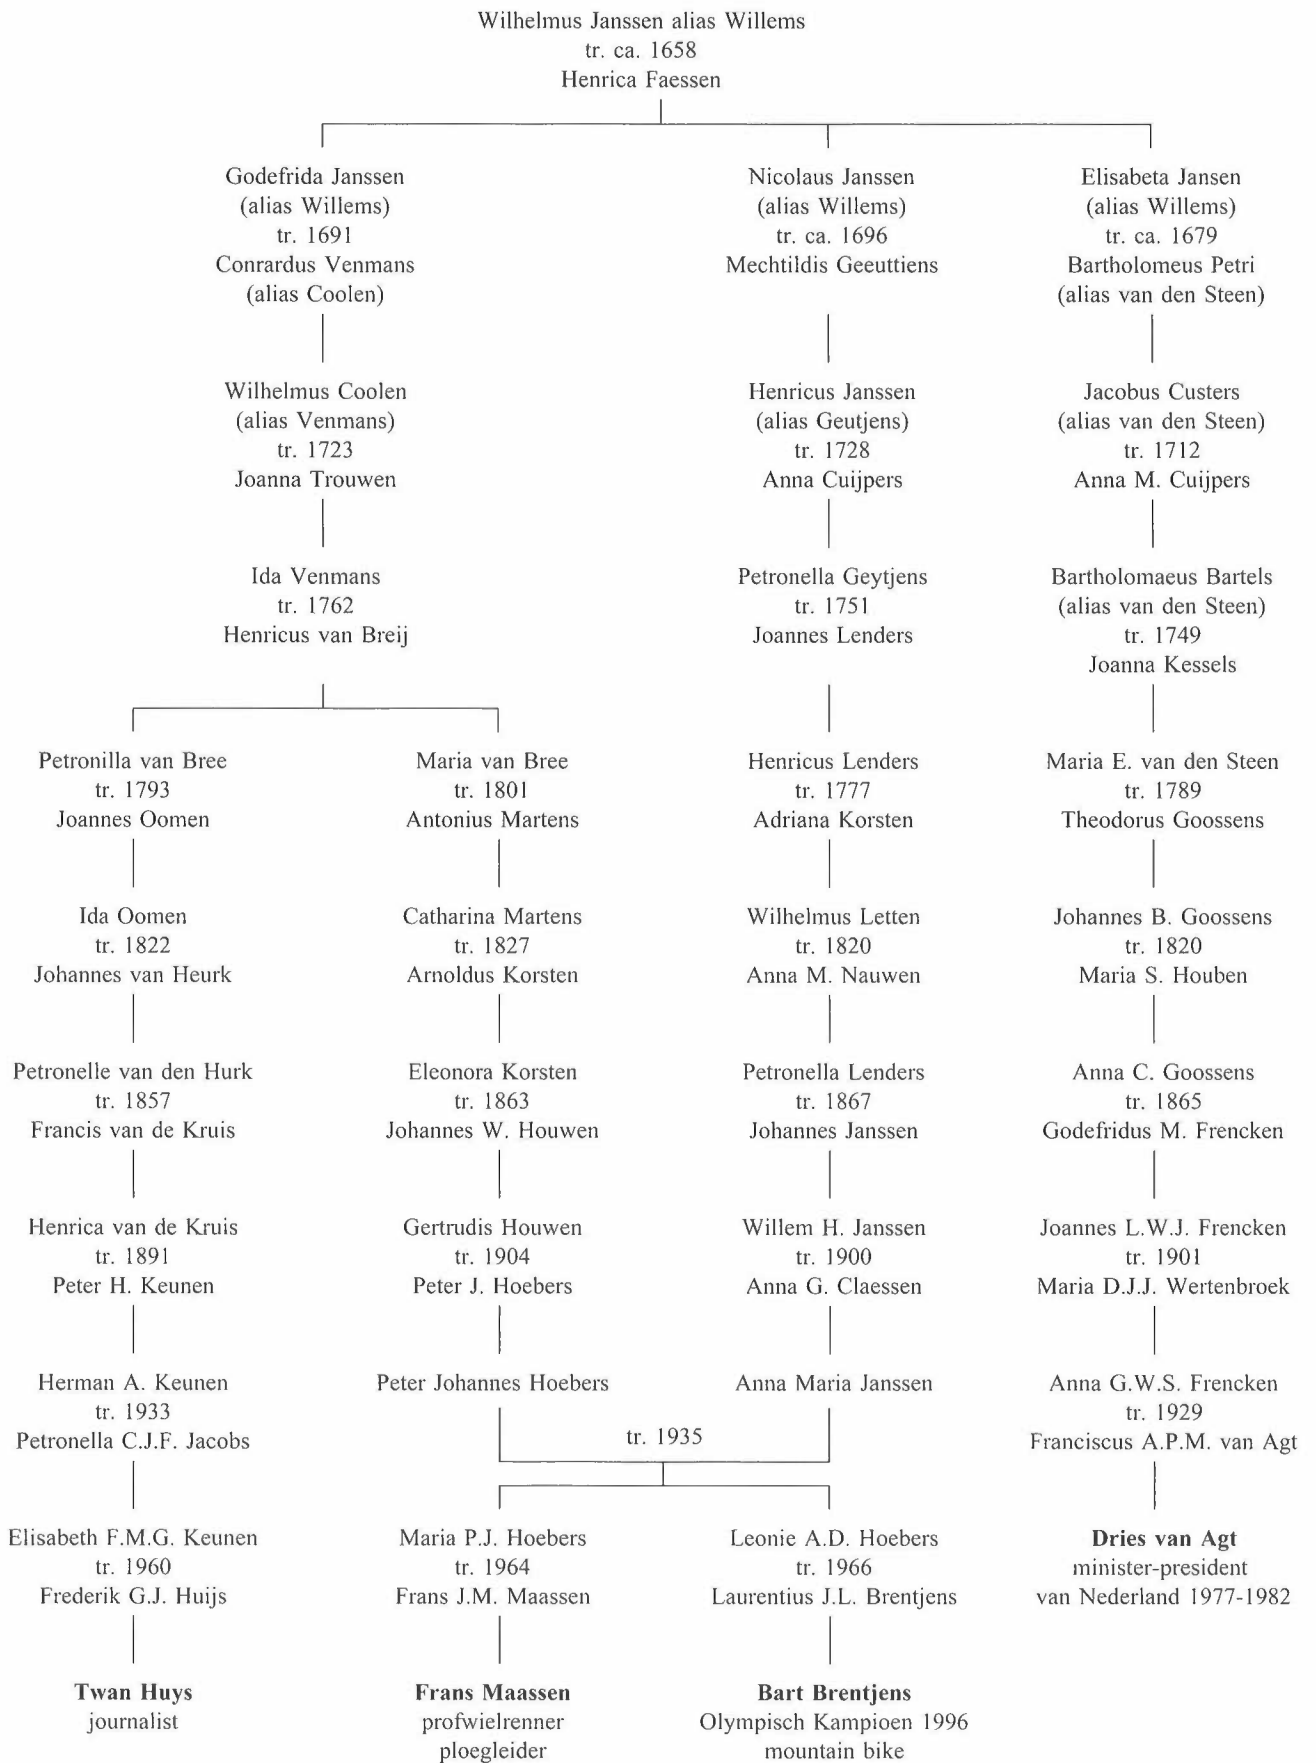 Wilhelmus Janssen alias Willems
tr. ca. 1658
Henrica Faessen
Godefrida Janssen
(alias Willems)
tr. 1691
Conrardus Venmans
(alias Coolen)
Nicolaus Janssen
(alias Willems)
tr. ca. 1696
Mechtildis Geeuttiens
Elisabeta Jansen
(alias Willems)
tr. ca. 1679
Bartholomeus Petri
(alias van den Steen)
Wilhelmus Coolen
(alias Venmans)
tr. 1723
Joanna Trouwen
Henricus Janssen
(alias Geutjens)
tr. 1728
Anna Cuijpers
Jacobus Custers
(alias van den Steen)
tr. 1712
Anna M. Cuijpers
Ida Venmans
tr. 1762
Henricus van Breij
Petronella Geytjens
tr. 1751
Joannes Lenders
Bartholomaeus Bartels
(alias van den Steen)
tr. 1749
Joanna Kessels
Petronilla van Bree
tr. 1793
Joannes Oomen
Maria van Bree
tr. 1801
Antonius Martens
Henricus Lenders
tr. 1777
Adriana Korsten
Maria E. van den Steen
tr. 1789
Theodorus Goossens
Ida Oomen
tr. 1822
Johannes van Heurk
Catharina Martens
tr. 1827
Arnoldus Korsten
Wilhelmus Letten
tr. 1820
Anna M. Nauwen
Johannes B. Goossens
tr. 1820
Maria S. Houben
Petronelle van den Hurk
tr. 1857
Francis van de Kruis
Eleonora Korsten
tr. 1863
Johannes W. Houwen
Petronella Lenders
tr. 1867
Johannes Janssen
Anna C. Goossens
tr. 1865
Godefridus M. Frencken
Henrica van de Kruis
tr. 1891
Peter H. Keunen
Gertrudis Houwen
tr. 1904
Peter J. Hoebers
Willem H. Janssen
tr. 1900
Anna G. Claessen
Joannes L.W.J. Frencken
tr. 1901
Maria D.J.J. Wertenbroek
Herman A. Keunen
tr. 1933
Petronella C.J.F. Jacobs
Peter Johannes Hoebers
Anna Maria Janssen
tr. 1935
Anna G.W.S. Frencken
tr. 1929
Franciscus A.P.M. van Agt
Elisabeth F.M.G. Keunen
tr. 1960
Frederik G.J. Huijs
Maria P.J. Hoebers
tr. 1964
Frans J.M. Maassen
Leonie A.D. Hoebers
tr. 1966
Laurentius J.L. Brentjens
Dries van Agt
minister-president
van Nederland 1977-1982
Twan Huys
journalist
Frans Maassen
profwielrenner
ploegleider
Bart Brentjens
Olympisch Kampioen 1996
mountain bike